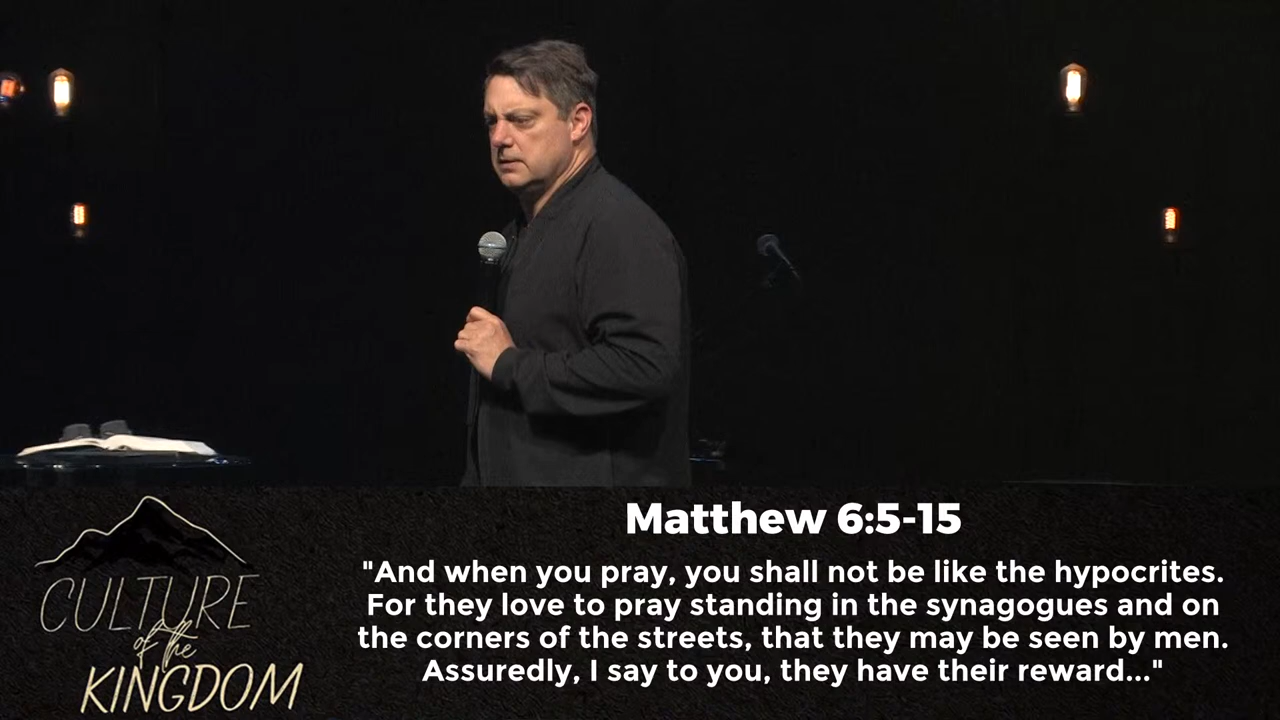 Matthew 6:5-15
"And when you pray, you shall not be like the hypocrites.
For they love to pray standing in the synagogues and on
the corners of the streets, that they may be seen by men.
Assuredly, I say to you, they have their reward..."
CULTURE
of the
KINGDOM